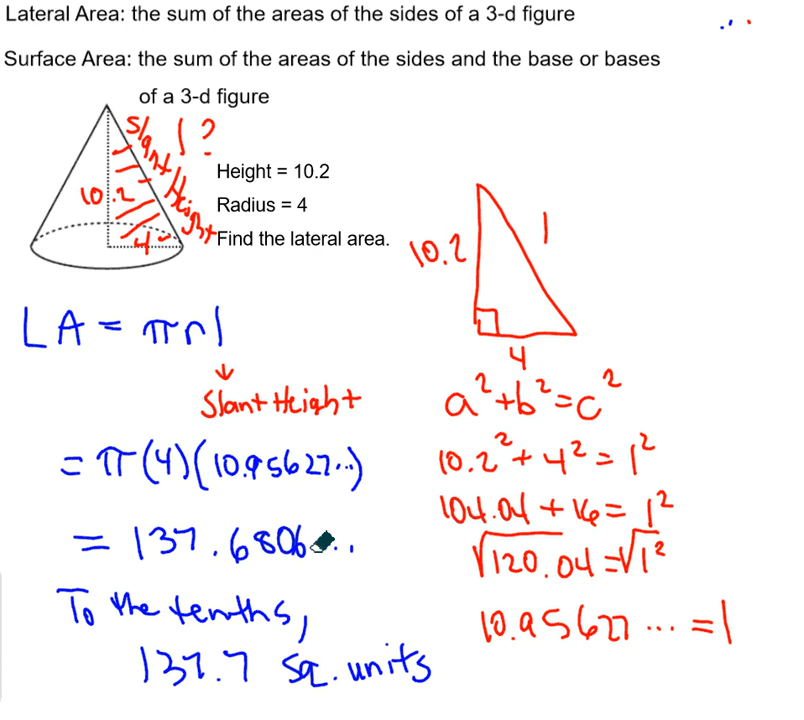 Lateral Area: the sum of the areas of the sides of a 3-d figure
Surface Area: the sum of the areas of the sides and the base or bases
of a 3-d figure
Slant Height
l ?
10.2
4
Height = 10.2
Radius = 4
Find the lateral area.
10.2
l
4
LA = πrl
↓
Slant Height
= π(4)(10.95627...)
= 137.6806...
To the tenths,
137.7 sq. units
a²+b²=c²
10.2² + 4² = l²
104.04 + 16 = l²
√120.04 = √l²
10.95627... = l